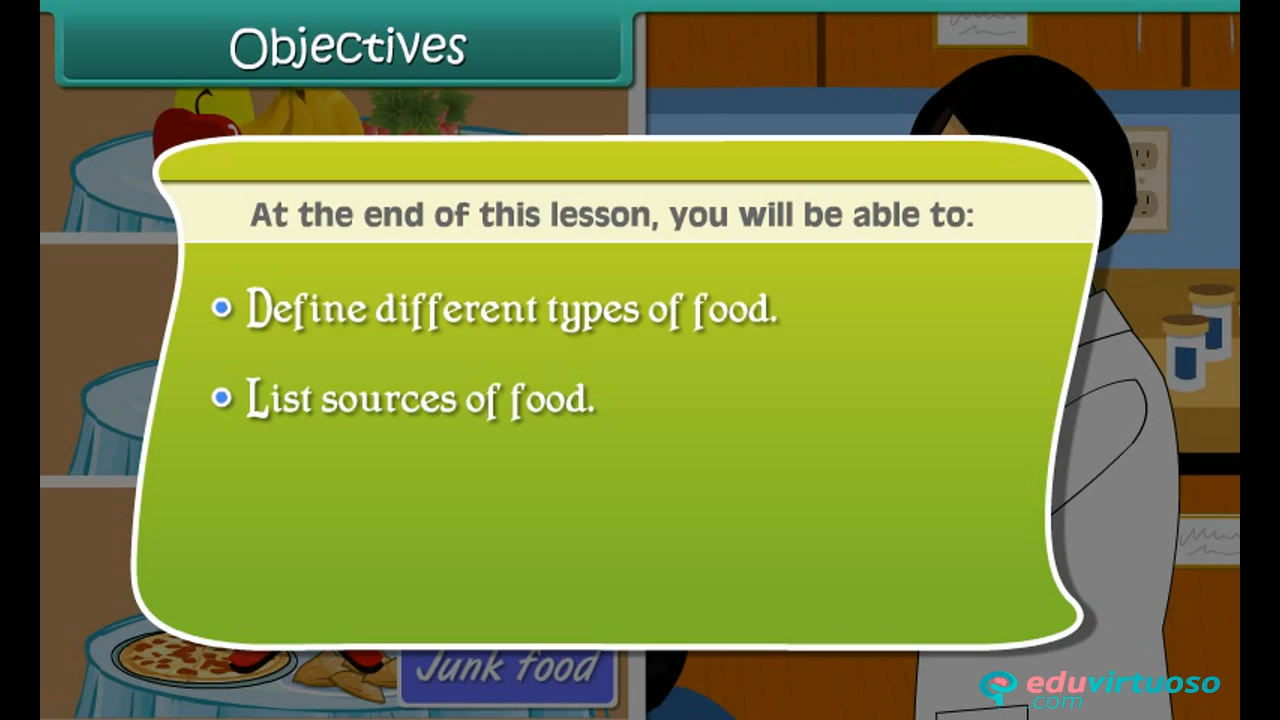 Objectives
At the end of this lesson, you will be able to:
Define different types of food.
List sources of food.
Junk food
eduvirtuoso
.com